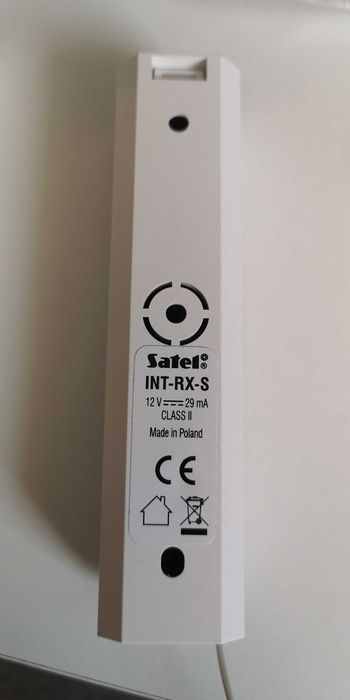 Satel®
INT-RX-S
12 V ⎓ 29 mA
CLASS II
Made in Poland
CE